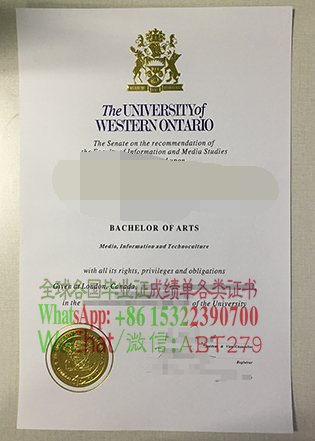 The UNIVERSITY of
WESTERN ONTARIO
The Senate on the recommendation of
the Faculty of Information and Media Studies
upon
BACHELOR OF ARTS
Media, Information and Technoculture
with all its rights, privileges and obligations
Given at London, Canada,
全球各国毕业证成绩单各类证书
in the of the University
WhatsApp: +86 15322390700
Wechat/微信:ABT279
Registrar